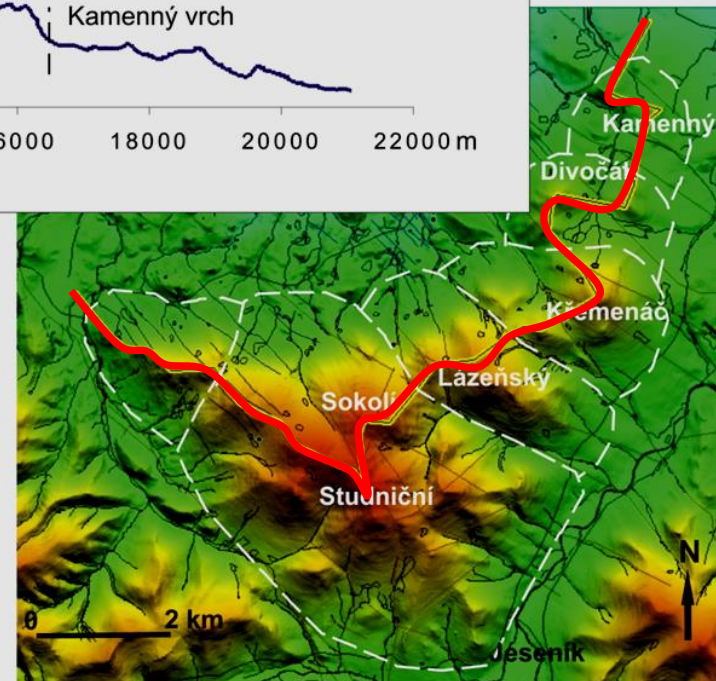 Kamenný vrch
6000 18000 20000 22000 m
Kamenný
Divočák
Křemenáč
Lázeňský
Sokolí
Studniční
N
0 2 km
Jeseník